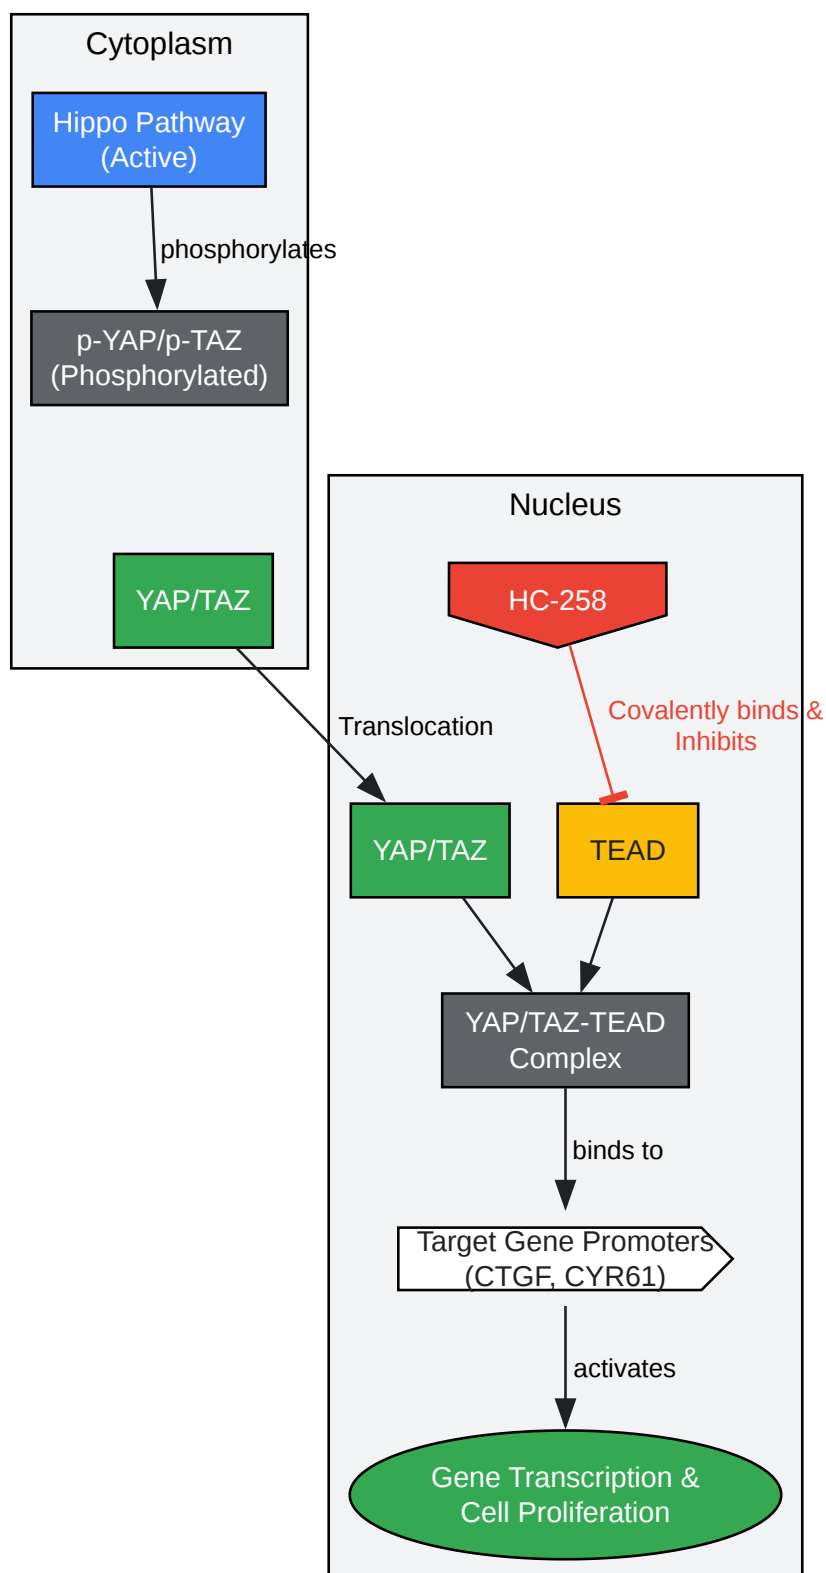 Cytoplasm
Hippo Pathway
(Active)
phosphorylates
p-YAP/p-TAZ
(Phosphorylated)
YAP/TAZ
Translocation
Nucleus
HC-258
Covalently binds &
Inhibits
YAP/TAZ
TEAD
YAP/TAZ-TEAD
Complex
binds to
Target Gene Promoters
(CTGF, CYR61)
activates
Gene Transcription &
Cell Proliferation